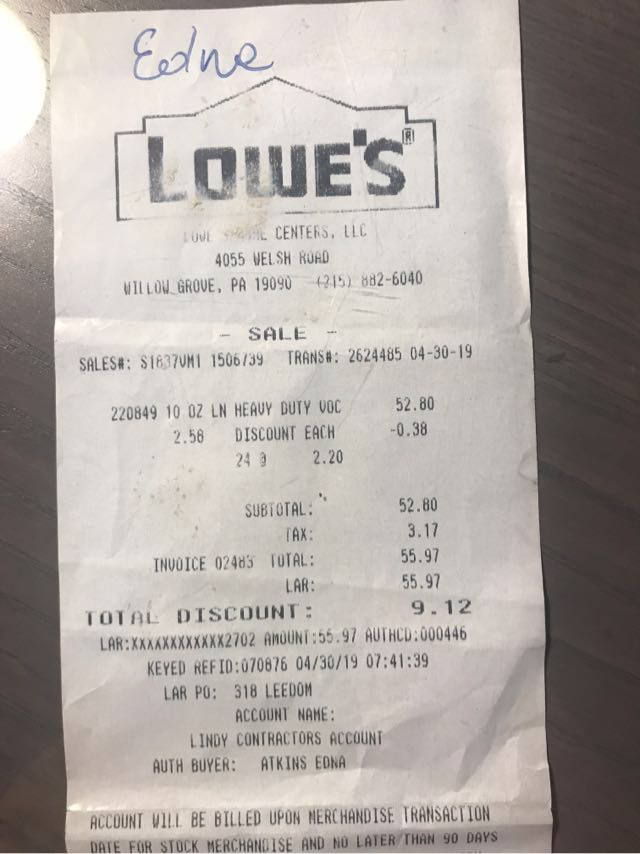 Edna
LOWE'S®
CENTERS, LLC
4055 WELSH ROAD
WILLOW GROVE, PA 19090 (215) 882-6040
- SALE -
SALES#: TRANS#: 2624485 04-30-19
220849 10 OZ LN HEAVY DUTY VOC 52.80
2.58 DISCOUNT EACH -0.38
24 @ 2.20
SUBTOTAL: 52.80
TAX: 3.17
INVOICE 02483 TOTAL: 55.97
LAR: 55.97
TOTAL DISCOUNT: 9.12
LAR:XXXXXXXXXXXX2702 AMOUNT:55.97 AUTHCD:000446
KEYED REFID:070876 04/30/19 07:41:39
LAR PO: 318 LEEDOM
ACCOUNT NAME:
LINDY CONTRACTORS ACCOUNT
AUTH BUYER: ATKINS EDNA
ACCOUNT WILL BE BILLED UPON MERCHANDISE TRANSACTION
DATE FOR STOCK MERCHANDISE AND NO LATER THAN 90 DAYS